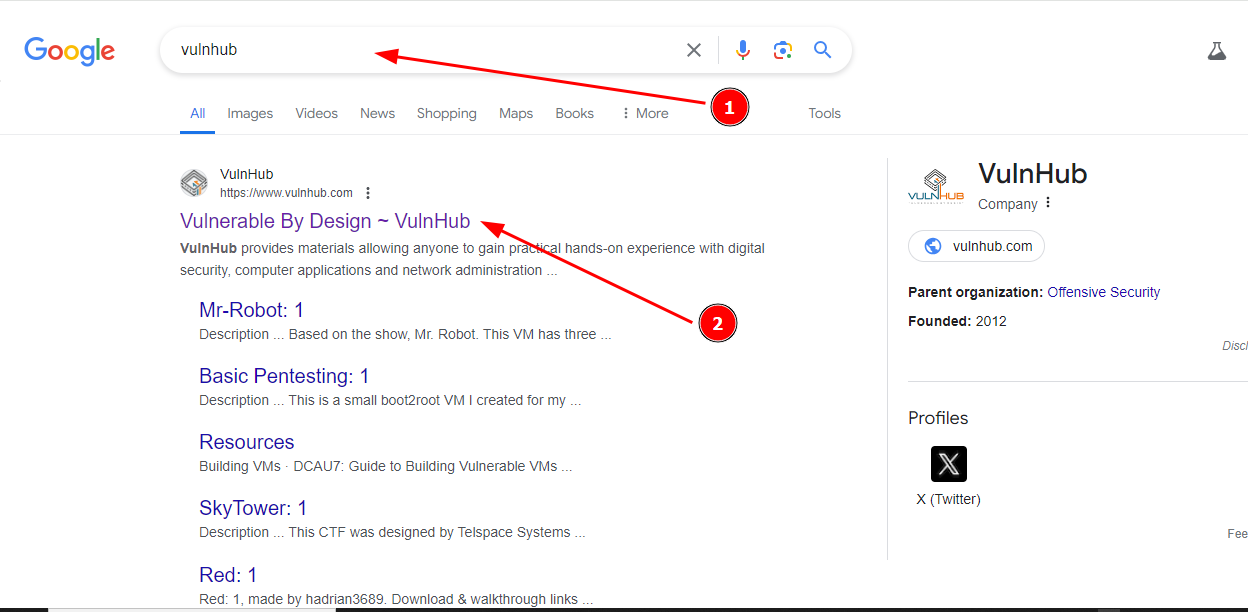 Google
vulnhub
All Images Videos News Shopping Maps Books More Tools
1
VulnHub
https://www.vulnhub.com
Vulnerable By Design ~ VulnHub
VulnHub provides materials allowing anyone to gain practical hands-on experience with digital
security, computer applications and network administration ...
2
Mr-Robot: 1
Description ... Based on the show, Mr. Robot. This VM has three ...
Basic Pentesting: 1
Description ... This is a small boot2root VM I created for my ...
Resources
Building VMs · DCAU7: Guide to Building Vulnerable VMs ...
SkyTower: 1
Description ... This CTF was designed by Telspace Systems ...
Red: 1
Red: 1, made by hadrian3689. Download & walkthrough links ...
VULNHUB
VulnHub
Company
vulnhub.com
Parent organization: Offensive Security
Founded: 2012
Discl
Profiles
X
X (Twitter)
Fee